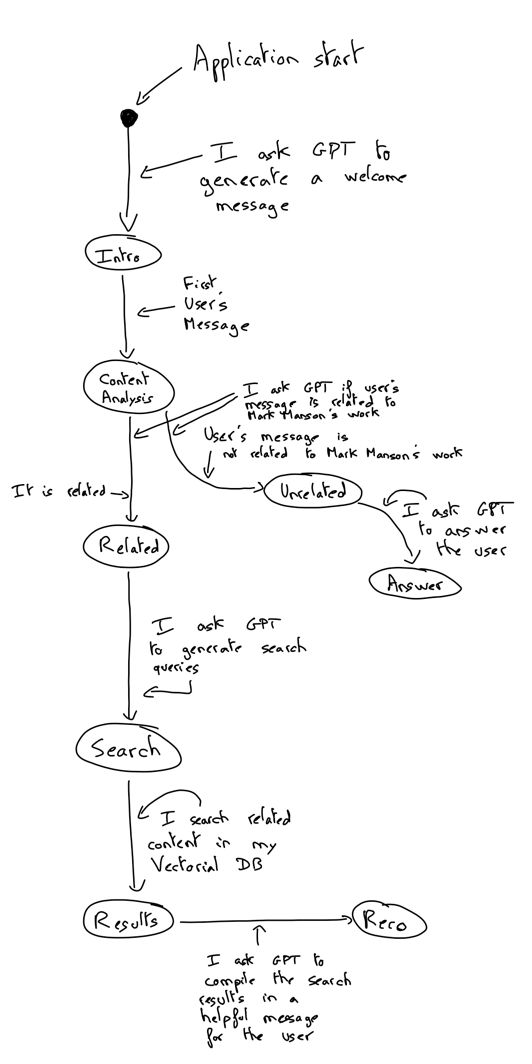 Application start
I ask GPT to
generate a welcome
message
Intro
First
User's
Message
Content
Analysis
I ask GPT if user's
message is related to
Mark Manson's work
User's message is
not related to Mark Manson's work
It is related
Unrelated
I ask GPT
to answer
the user
Related
Answer
I ask GPT
to generate search
queries
Search
I search related
content in my
Vectorial DB
Results
Reco
I ask GPT to
compile the search
results in a
helpful message
for the user